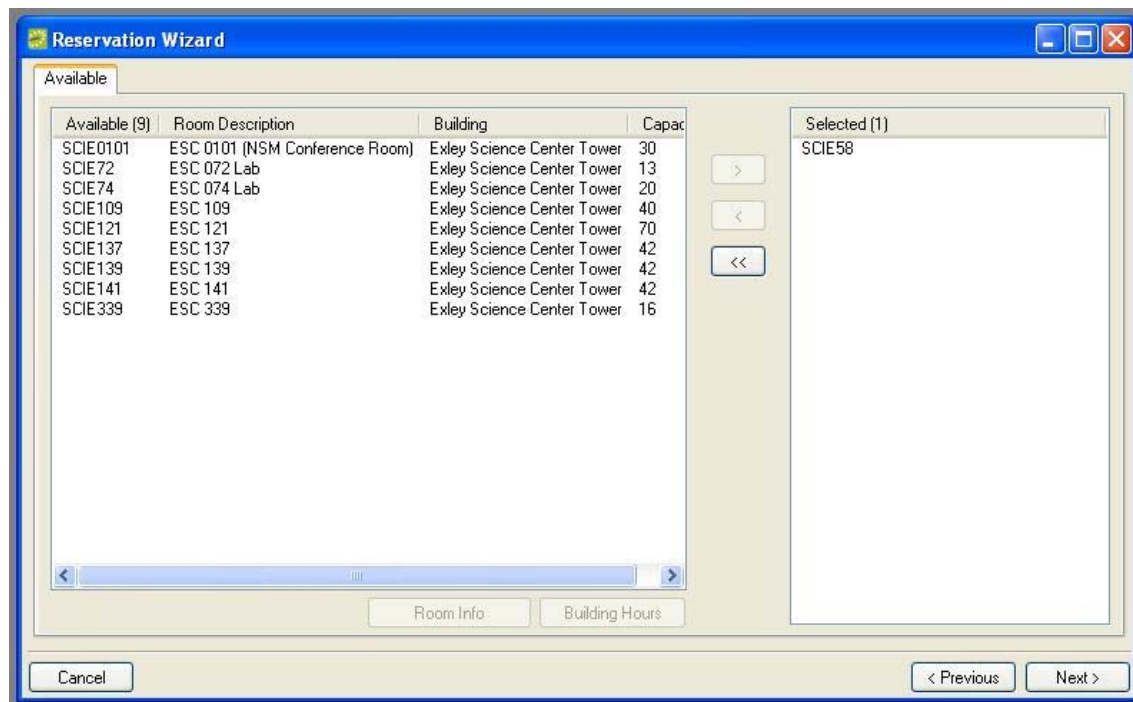 Reservation Wizard
Available
Available (9) Room Description Building Capac
SCIE0101 ESC 0101 (NSM Conference Room) Exley Science Center Tower 30
SCIE72 ESC 072 Lab Exley Science Center Tower 13
SCIE74 ESC 074 Lab Exley Science Center Tower 20
SCIE109 ESC 109 Exley Science Center Tower 40
SCIE121 ESC 121 Exley Science Center Tower 70
SCIE137 ESC 137 Exley Science Center Tower 42
SCIE139 ESC 139 Exley Science Center Tower 42
SCIE141 ESC 141 Exley Science Center Tower 42
SCIE339 ESC 339 Exley Science Center Tower 16
>
<
<<
Selected (1)
SCIE58
Room Info Building Hours
Cancel < Previous Next >